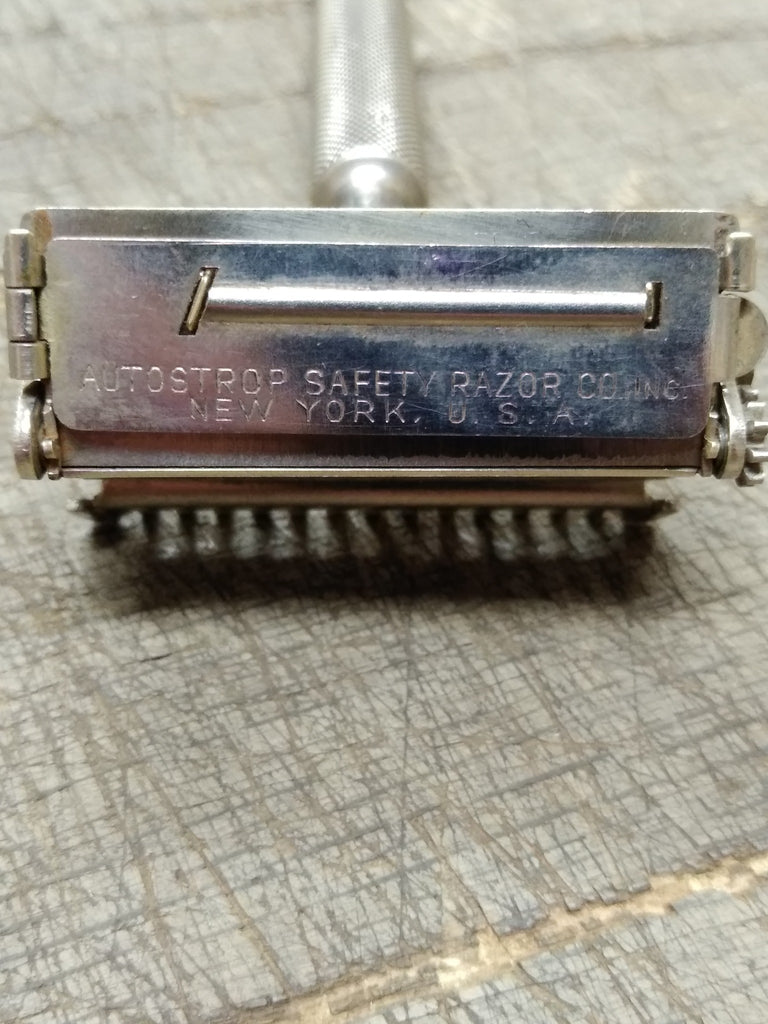 AUTOSTROP SAFETY RAZOR CO. INC.
NEW YORK, U. S. A.